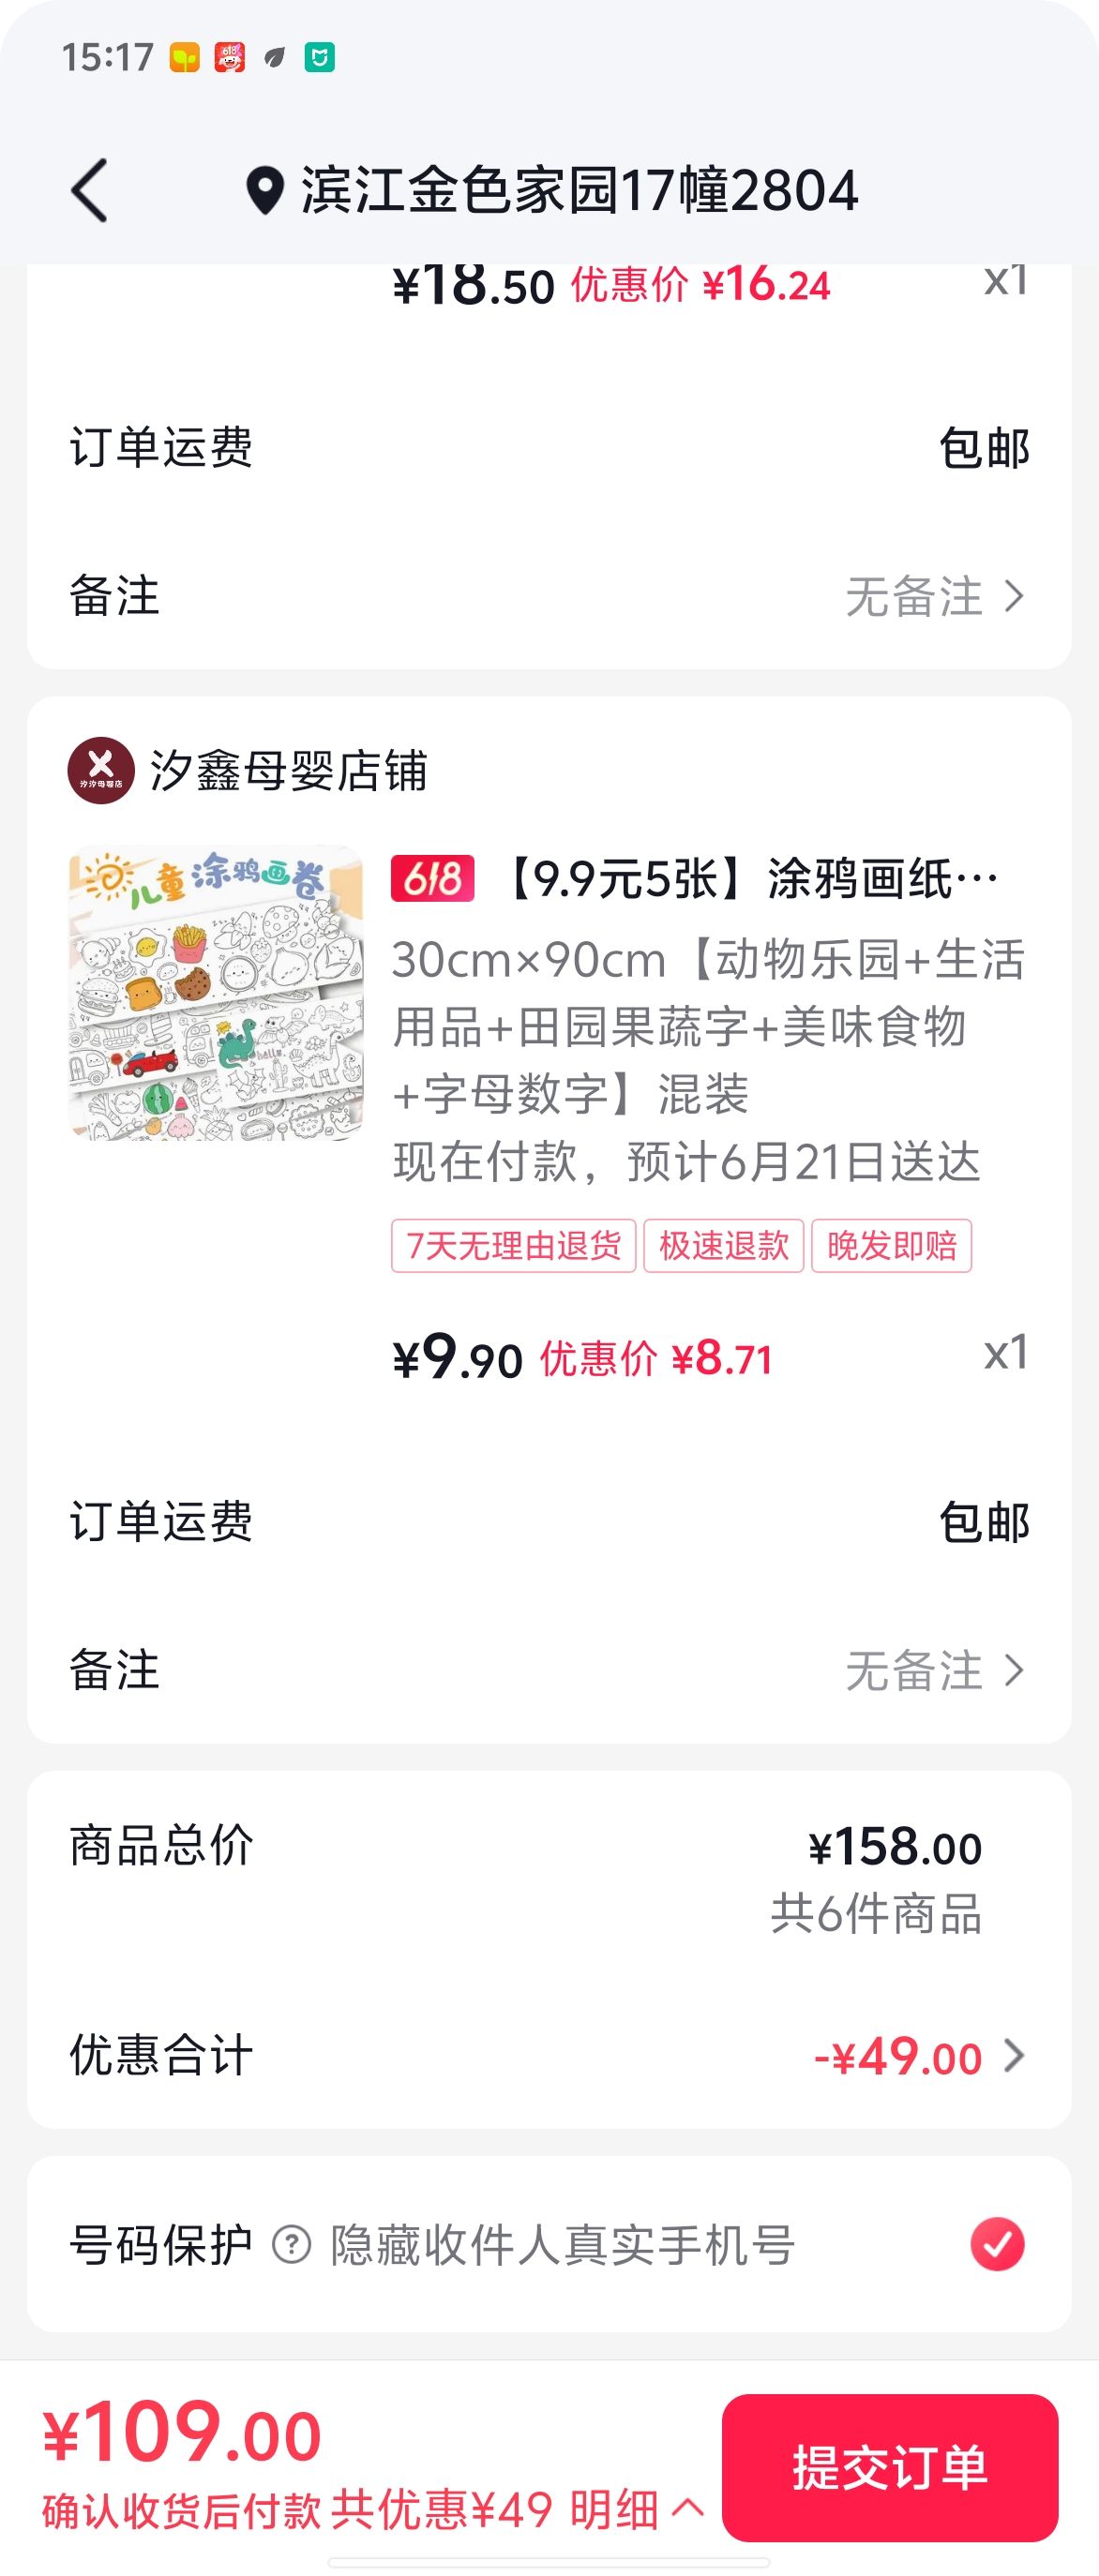 15:17
滨江金色家园17幢2804
¥18.50 优惠价 ¥16.24 x1
订单运费 包邮
备注 无备注
汐鑫母婴店铺
儿童涂鸦画卷
618 【9.9元5张】涂鸦画纸…
30cm×90cm【动物乐园+生活
用品+田园果蔬字+美味食物
+字母数字】混装
现在付款，预计6月21日送达
7天无理由退货 极速退款 晚发即赔
¥9.90 优惠价 ¥8.71 x1
订单运费 包邮
备注 无备注
商品总价 ¥158.00
共6件商品
优惠合计 -¥49.00
号码保护 ? 隐藏收件人真实手机号
¥109.00
确认收货后付款 共优惠¥49 明细
提交订单